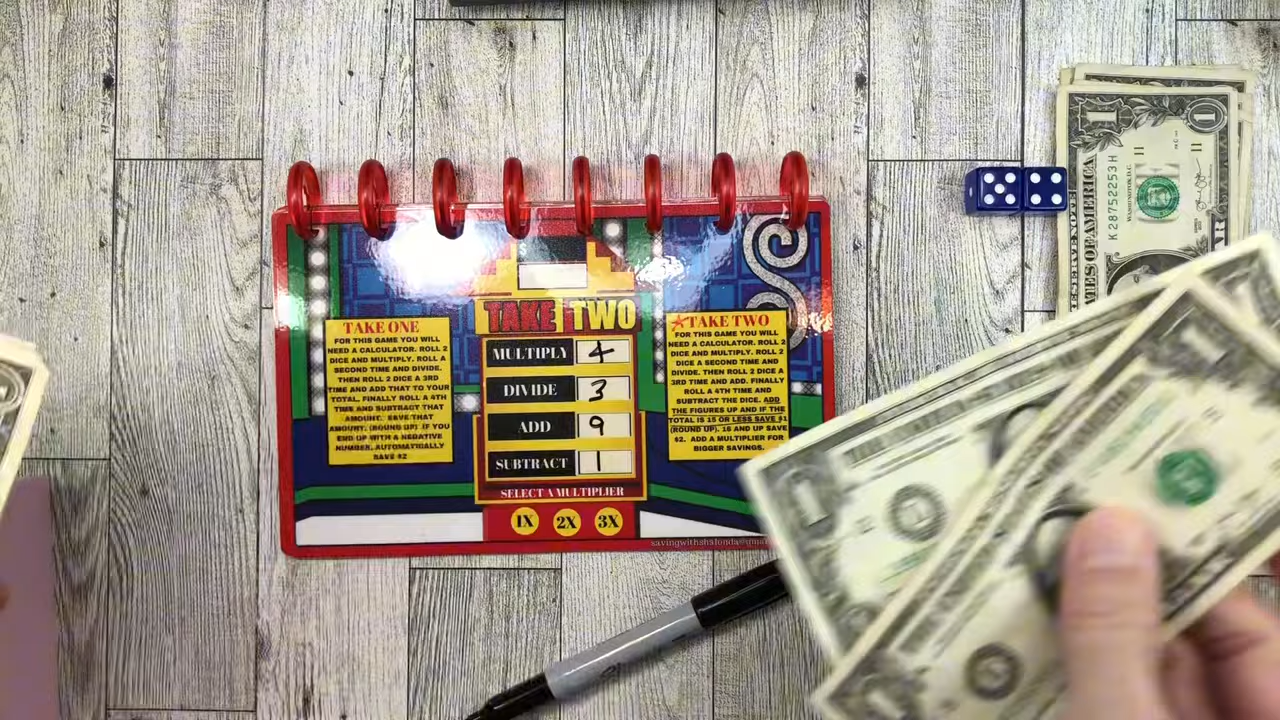 TAKE TWO
TAKE ONE
FOR THIS GAME YOU WILL
NEED A CALCULATOR. ROLL 2
DICE AND MULTIPLY. ROLL A
SECOND TIME AND DIVIDE.
THEN ROLL 2 DICE A 3RD
TIME AND ADD THAT TO YOUR
TOTAL. FINALLY ROLL A 4TH
TIME AND SUBTRACT THAT
AMOUNT. SAVE THAT
AMOUNT. (ROUND UP) IF YOU
END UP WITH A NEGATIVE
NUMBER, AUTOMATICALLY
SAVE $2
MULTIPLY 4
DIVIDE 3
ADD 9
SUBTRACT 1
SELECT A MULTIPLIER
1X 2X 3X
TAKE TWO
FOR THIS GAME YOU WILL
NEED A CALCULATOR. ROLL 2
DICE AND MULTIPLY. ROLL 2
DICE A SECOND TIME AND
DIVIDE. THEN ROLL 2 DICE A
3RD TIME AND ADD. FINALLY
ROLL A 4TH TIME AND
SUBTRACT THE DICE. ADD
THE FIGURES UP AND IF THE
TOTAL IS 15 OR LESS SAVE $1
(ROUND UP). 16 AND UP SAVE
$2. ADD A MULTIPLIER FOR
BIGGER SAVINGS.
K 28752253 H
WASHINGTON, D.C.
11
11
1
ATES OF AMERICA